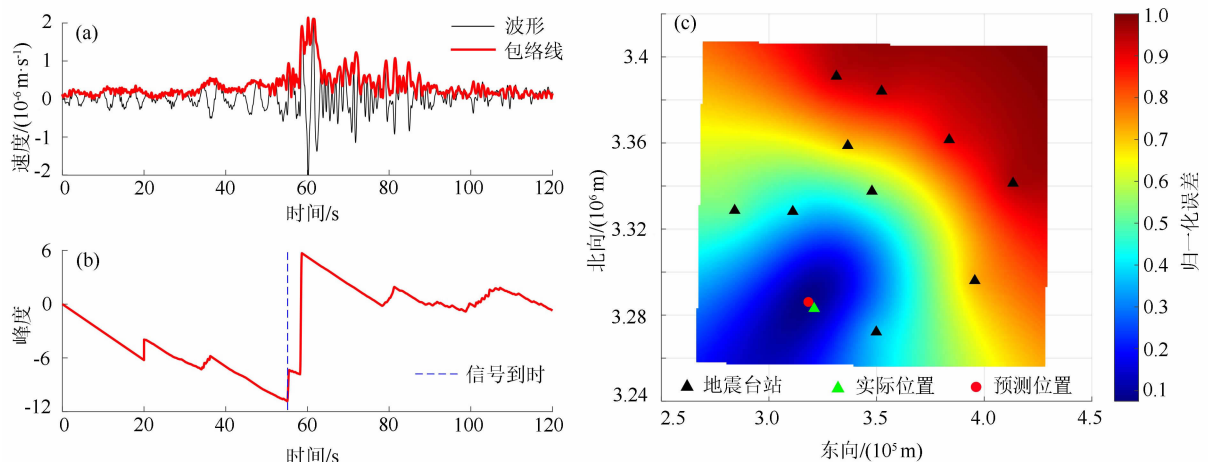 (a)
波形
包络线
2
1
0
-1
-2
速度/(10⁻⁶m·s⁻¹)
0 20 40 60 80 100 120
时间/s
(b)
6
0
-6
-12
峰度
信号到时
0 20 40 60 80 100 120
时间/s
(c)
3.4
3.36
3.32
3.28
3.24
北向/(10⁶ m)
地震台站 实际位置 预测位置
2.5 3.0 3.5 4.0 4.5
东向/(10⁵ m)
1.0
0.9
0.8
0.7
0.6
0.5
0.4
0.3
0.2
0.1
归一化误差